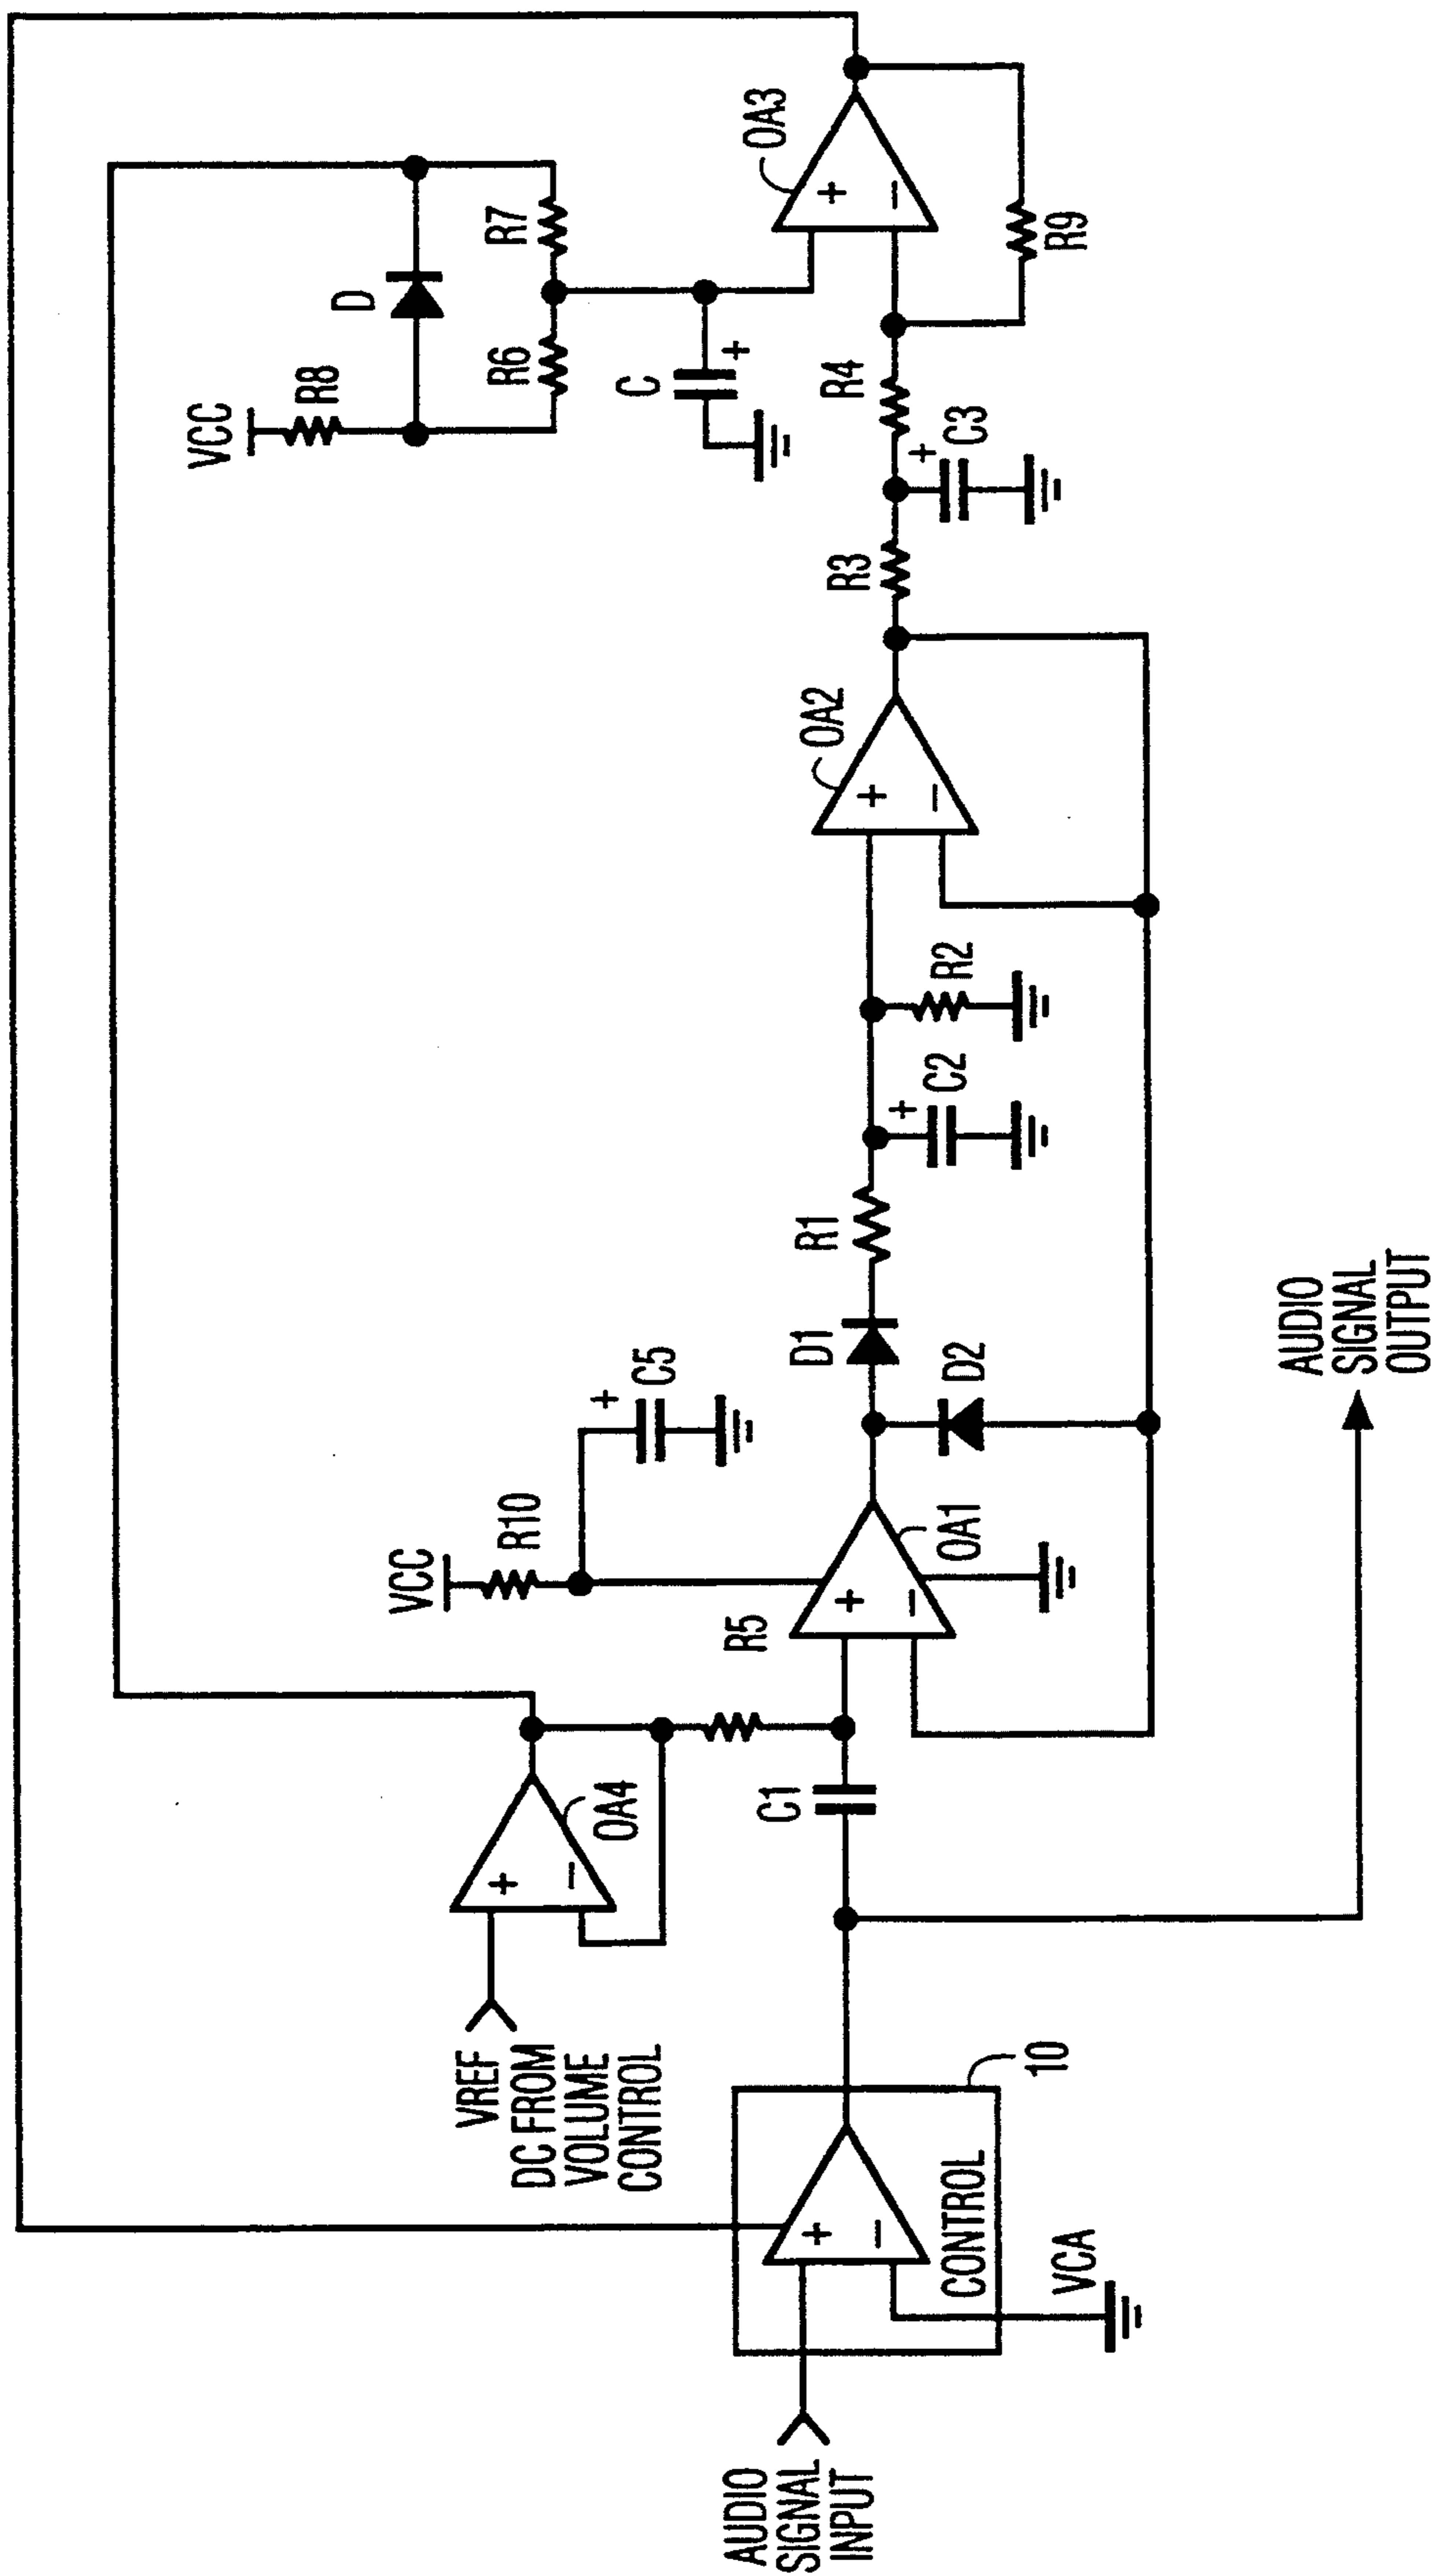 AUDIO
SIGNAL
INPUT
+
−
CONTROL
VCA
10
VREF
DC FROM
VOLUME
CONTROL
+
−
OA4
C1
R5
VCC
R10
+
C5
+
−
OA1
D1
D2
R1
+
C2
R2
+
−
OA2
R3
+
C3
R4
VCC
R8
D
R6
R7
C
+
+
−
OA3
R9
AUDIO
SIGNAL
OUTPUT